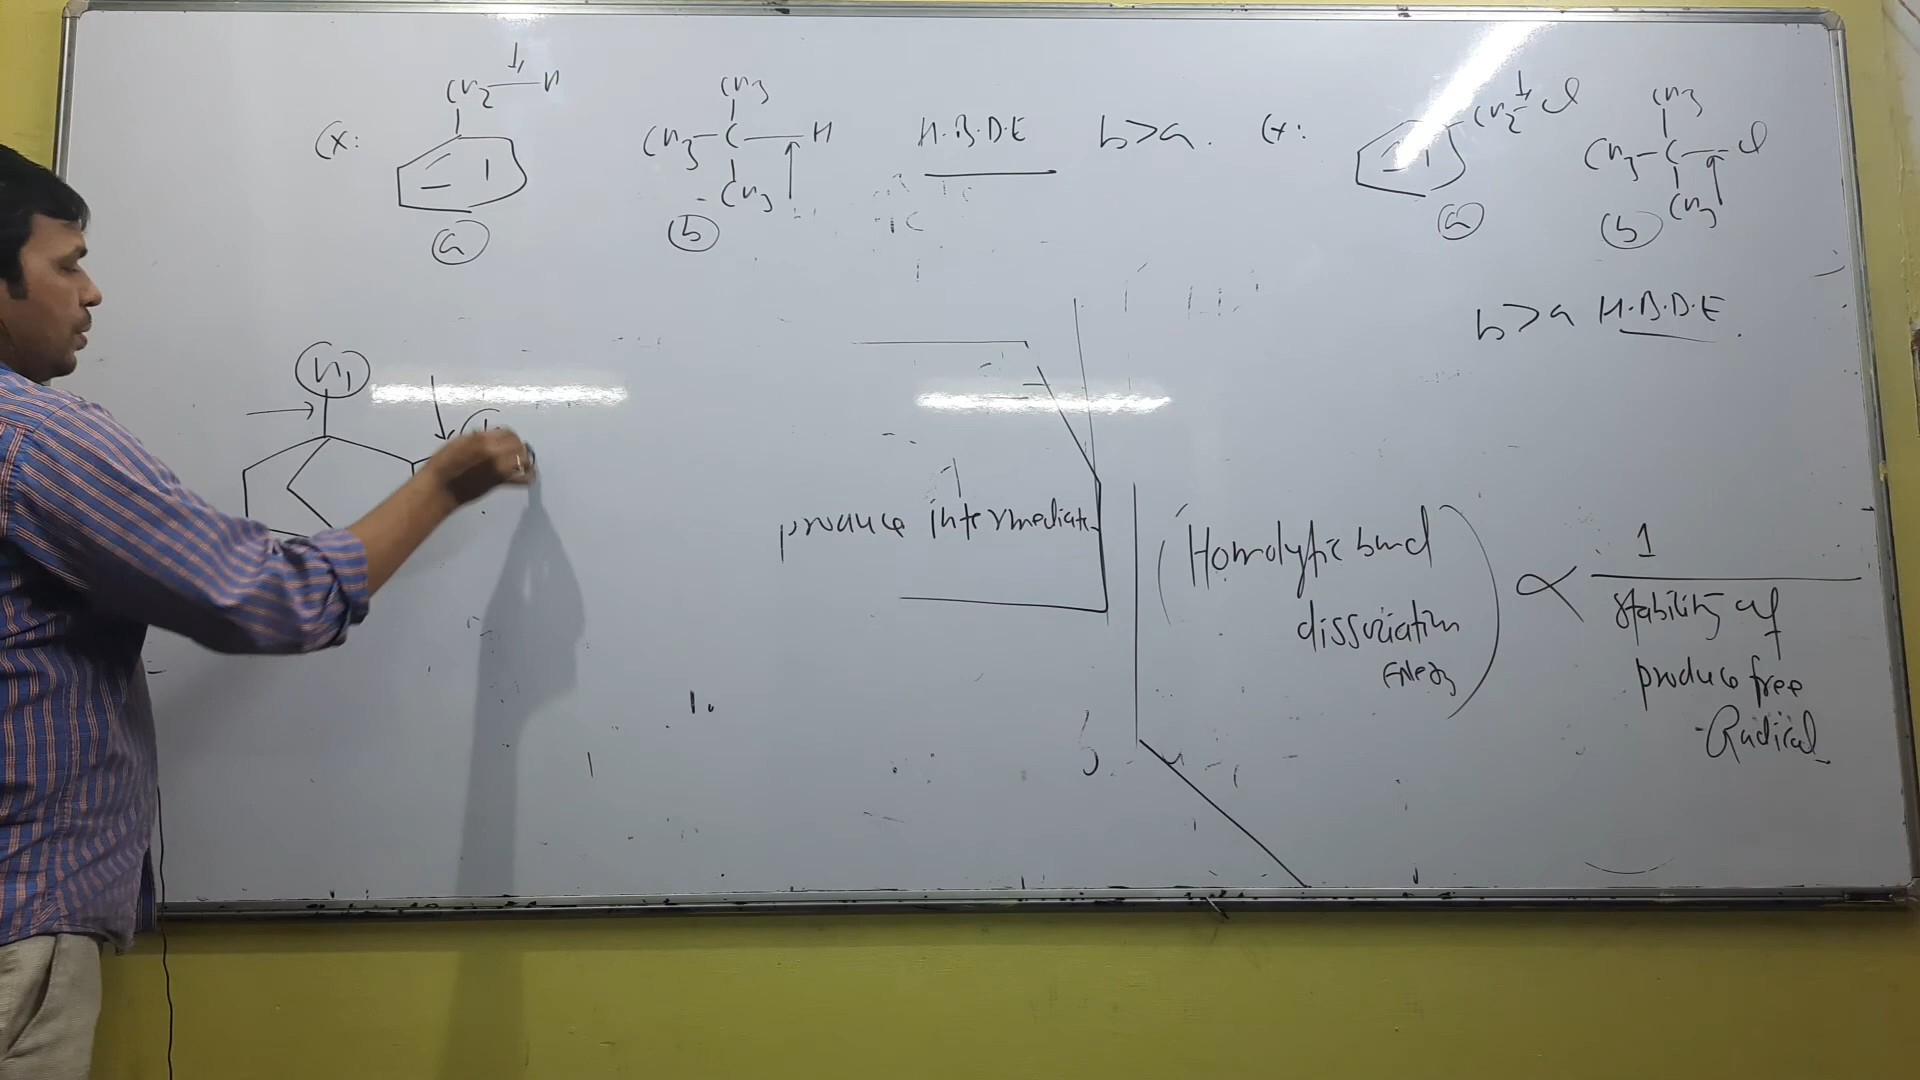 Ex: CH2—H
(a)
CH3
CH3—C—H
CH3
(b)
H.B.D.E b>a.
Ex: CH2—Cl
(a)
CH3
CH3—C—Cl
CH3
(b)
b>a H.B.D.E.
H1
produce intermediate
(Homolytic bond dissociation Energy) ∝ 1
stability of
produce free
-Radical